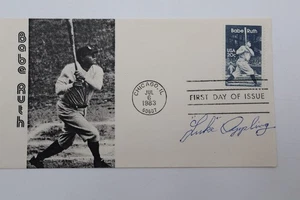 Babe Ruth
Babe Ruth
USA
20c
CHICAGO, IL
JUL
6
1983
60607
FIRST DAY OF ISSUE
Luke Appling